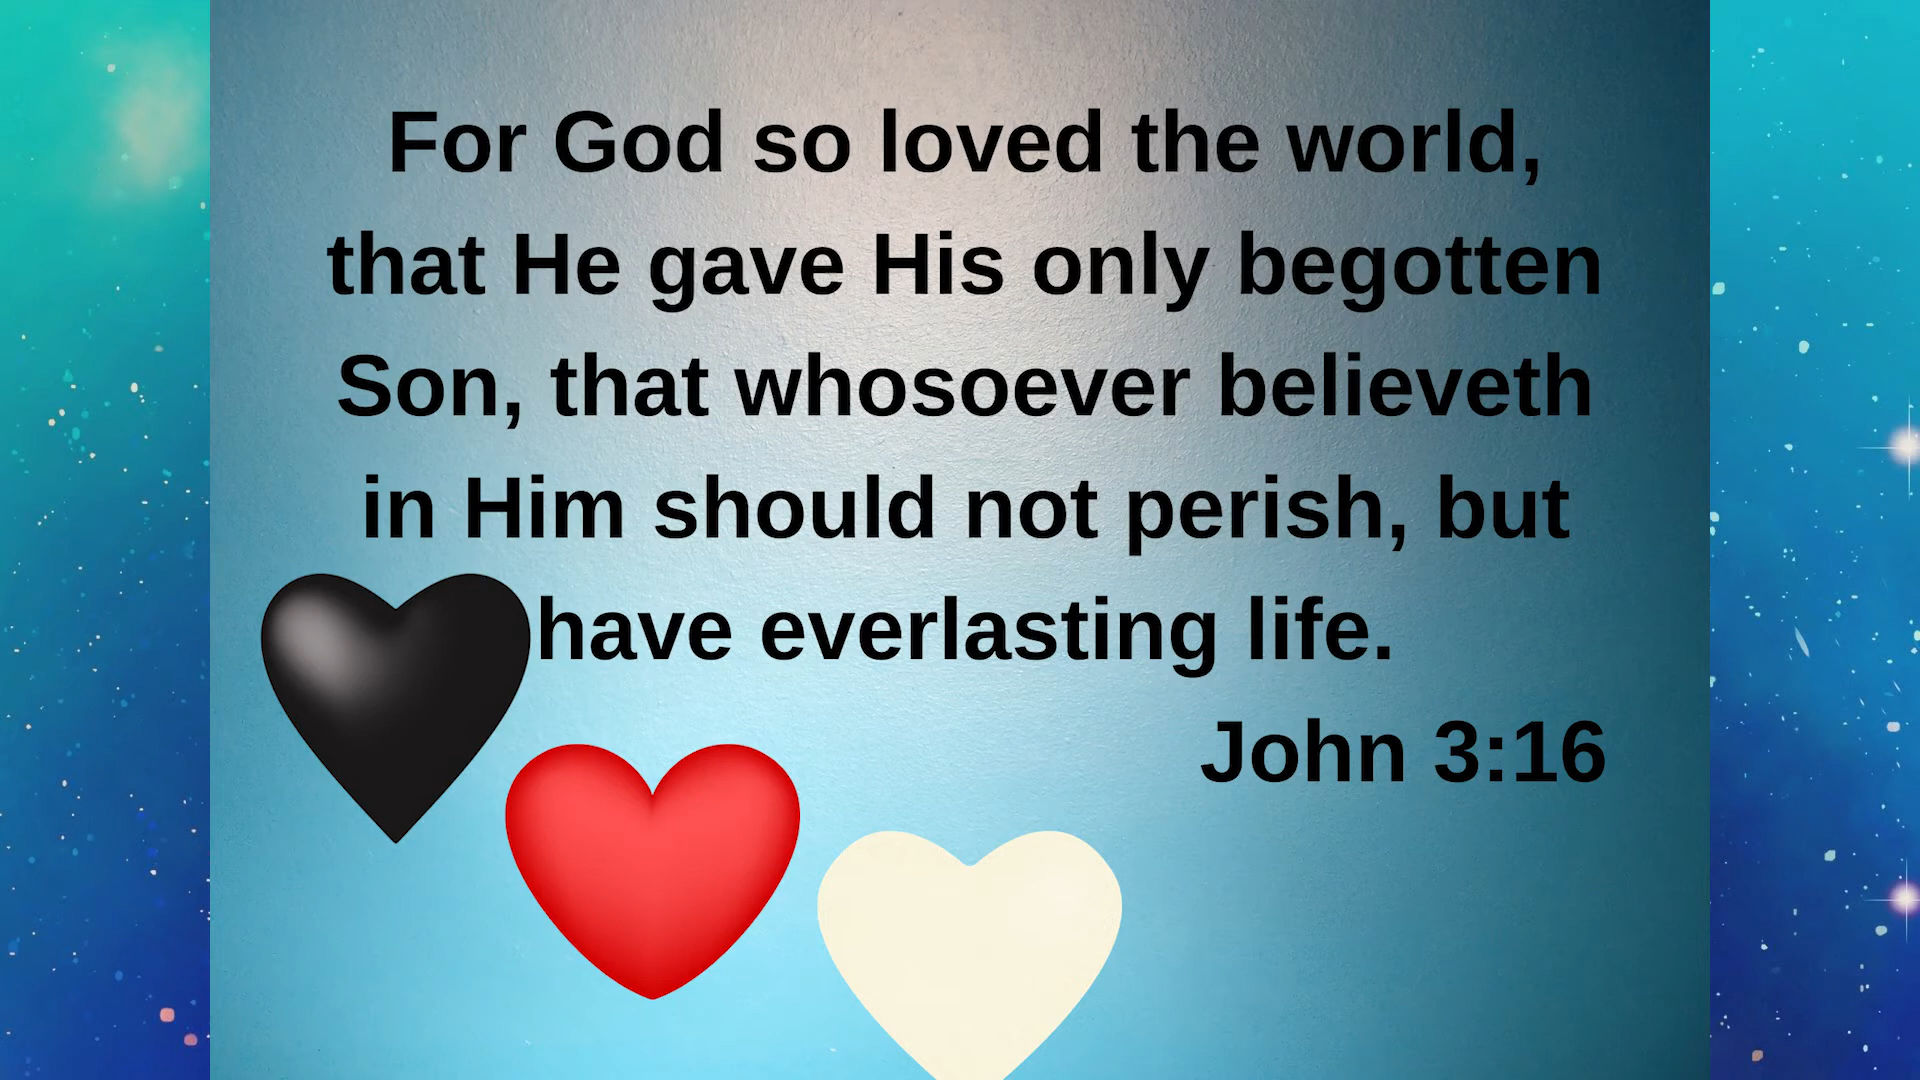 For God so loved the world,
that He gave His only begotten
Son, that whosoever believeth
in Him should not perish, but
have everlasting life.
John 3:16